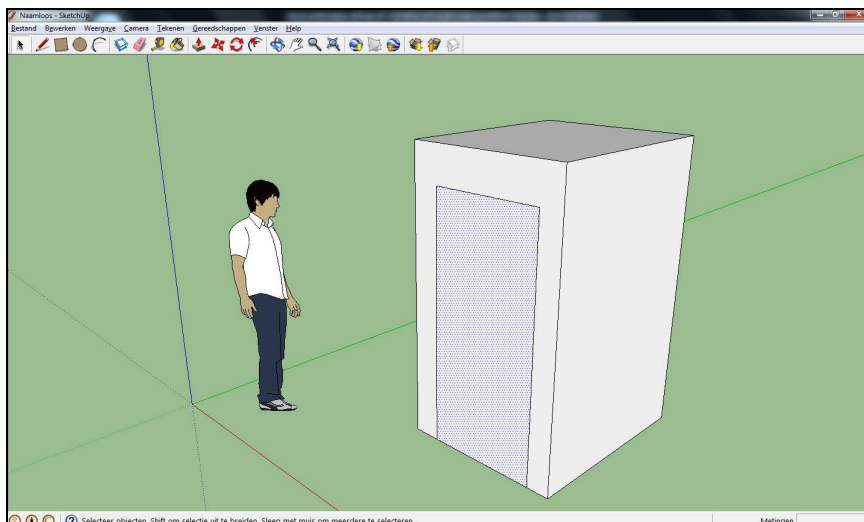 Naamloos - SketchUp
Bestand Bewerken Weergave Camera Tekenen Gereedschappen Venster Help
Selecteer objecten. Shift om selectie uit te breiden. Sleep met muis om meerdere te selecteren. Metingen